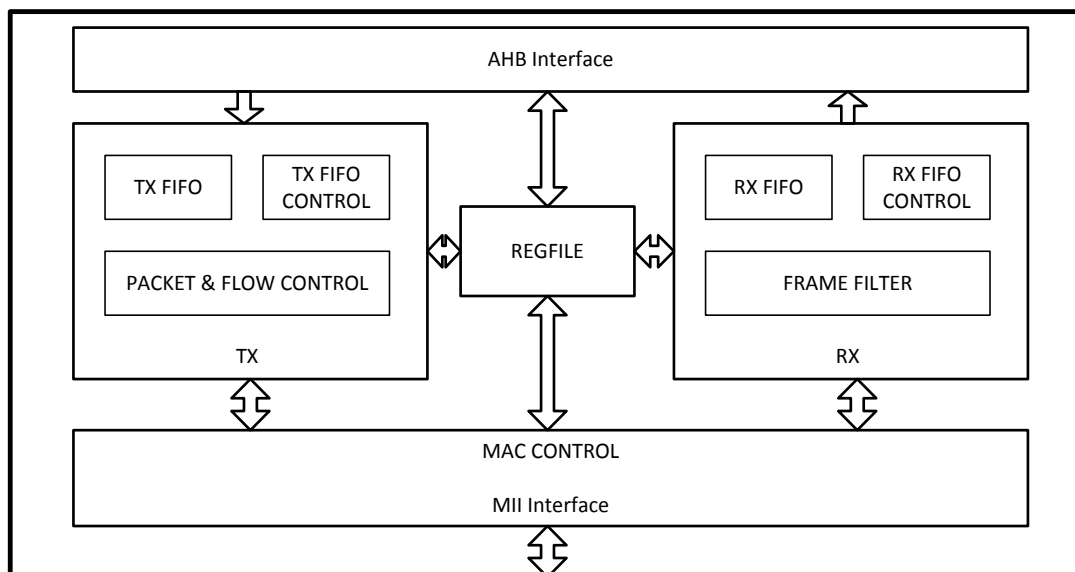 AHB Interface
TX FIFO
TX FIFO
CONTROL
RX FIFO
RX FIFO
CONTROL
REGFILE
PACKET & FLOW CONTROL
FRAME FILTER
TX
RX
MAC CONTROL
MII Interface